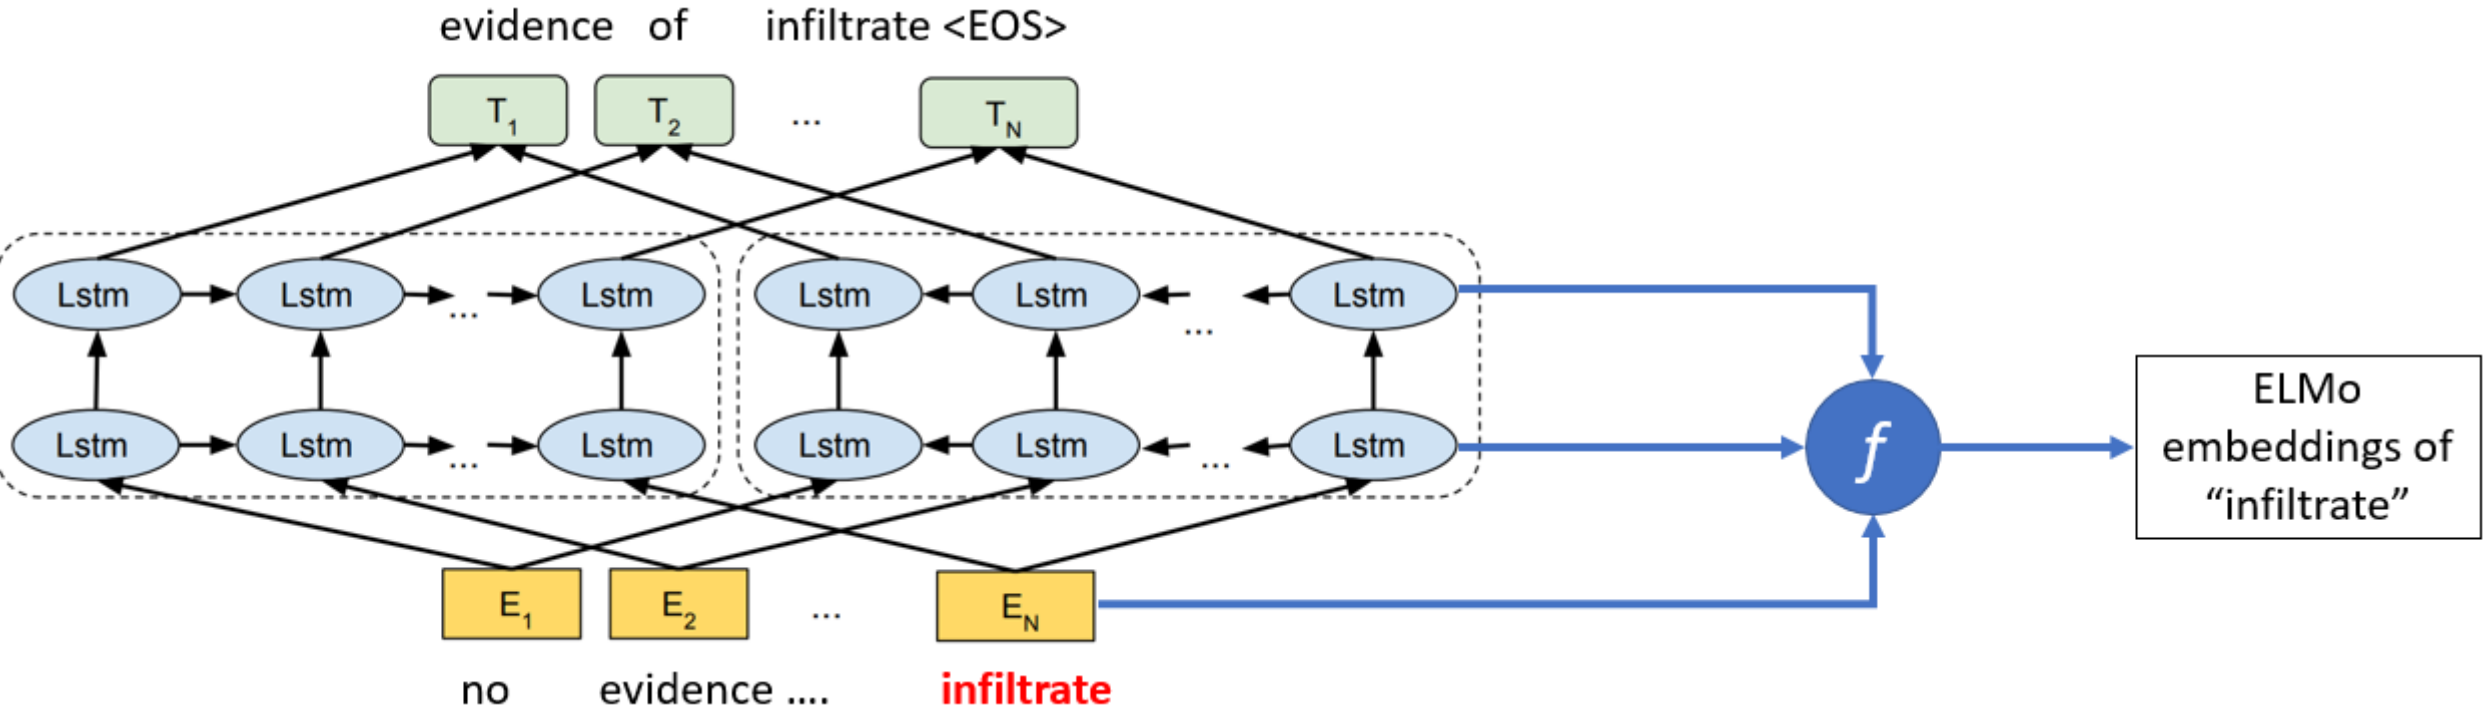 evidence of infiltrate <EOS>
T1 T2 ... TN
Lstm Lstm ... Lstm Lstm Lstm ... Lstm
Lstm Lstm ... Lstm Lstm Lstm ... Lstm
f
ELMo
embeddings of
“infiltrate”
E1 E2 ... EN
no evidence .... infiltrate